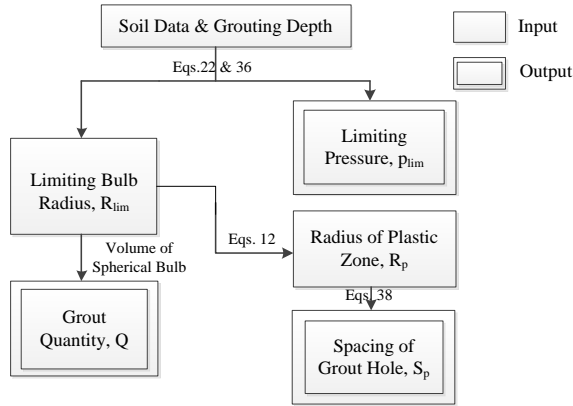 Soil Data & Grouting Depth
Input
Output
Eqs.22 & 36
Limiting
Pressure, plim
Limiting Bulb
Radius, Rlim
Eqs. 12
Radius of Plastic
Zone, Rp
Volume of
Spherical Bulb
Eqs. 38
Grout
Quantity, Q
Spacing of
Grout Hole, Sp